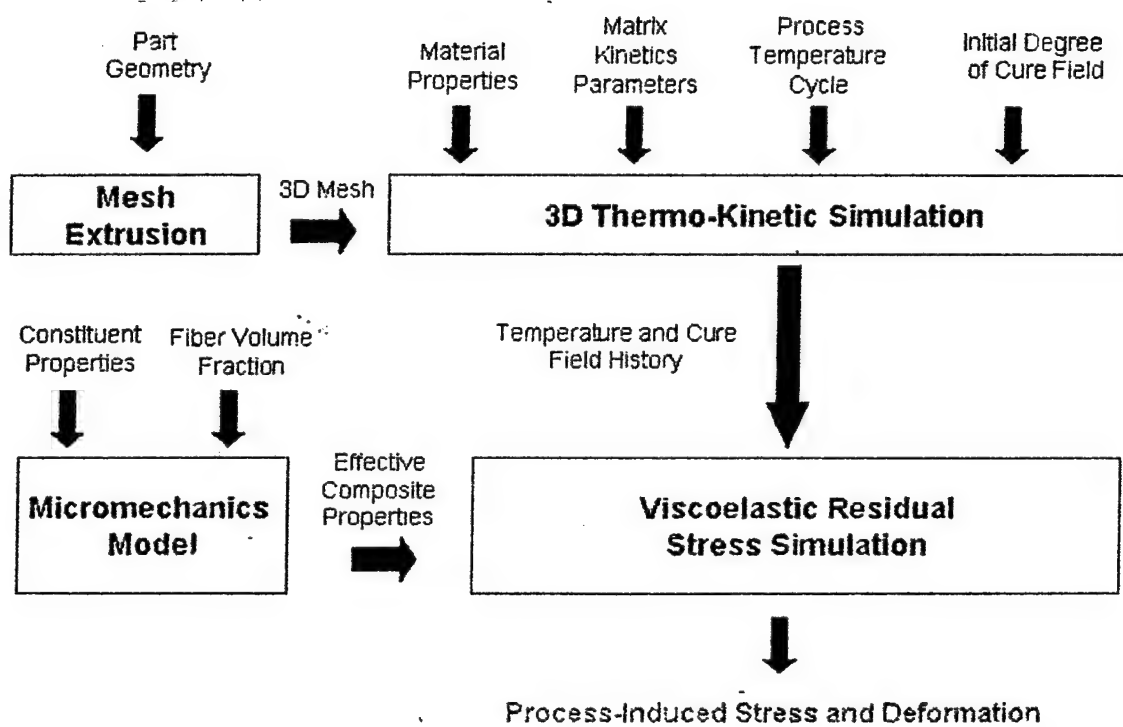 Part
Geometry
Material
Properties
Matrix
Kinetics
Parameters
Process
Temperature
Cycle
Initial Degree
of Cure Field
Mesh
Extrusion
3D Mesh
3D Thermo-Kinetic Simulation
Constituent
Properties
Fiber Volume
Fraction
Temperature and Cure
Field History
Micromechanics
Model
Effective
Composite
Properties
Viscoelastic Residual
Stress Simulation
Process-Induced Stress and Deformation